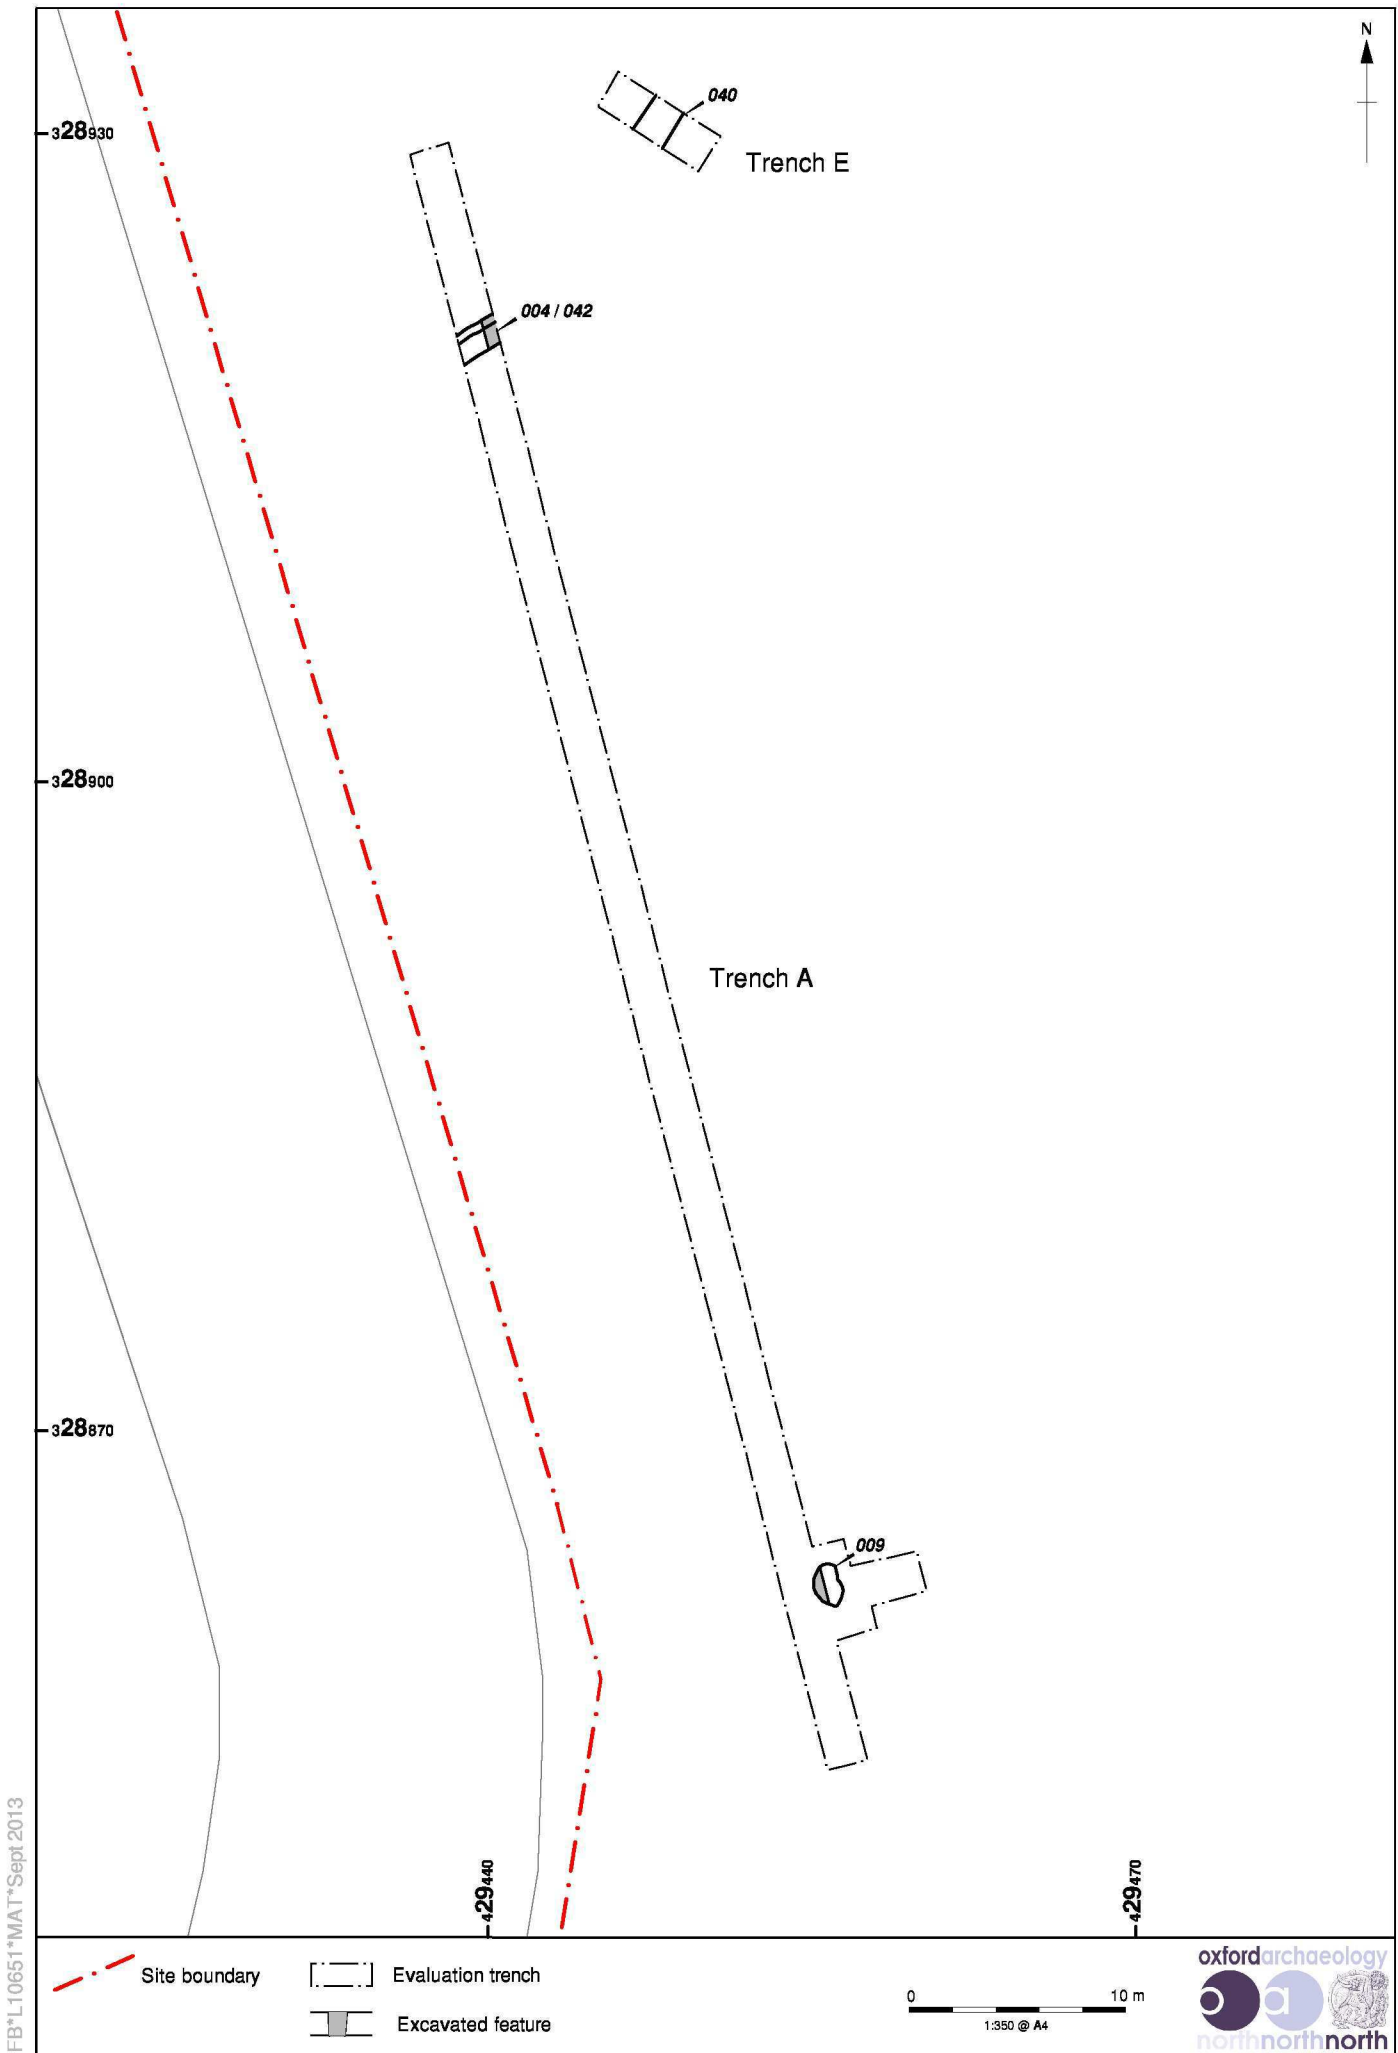 N
040
328930
Trench E
004 / 042
328900
Trench A
328870
009
429440
429470
FB*L10651*MAT*Sept 2013
Site boundary
Evaluation trench
Excavated feature
0 10 m
1:350 @ A4
oxfordarchaeology
o a
northnorthnorth